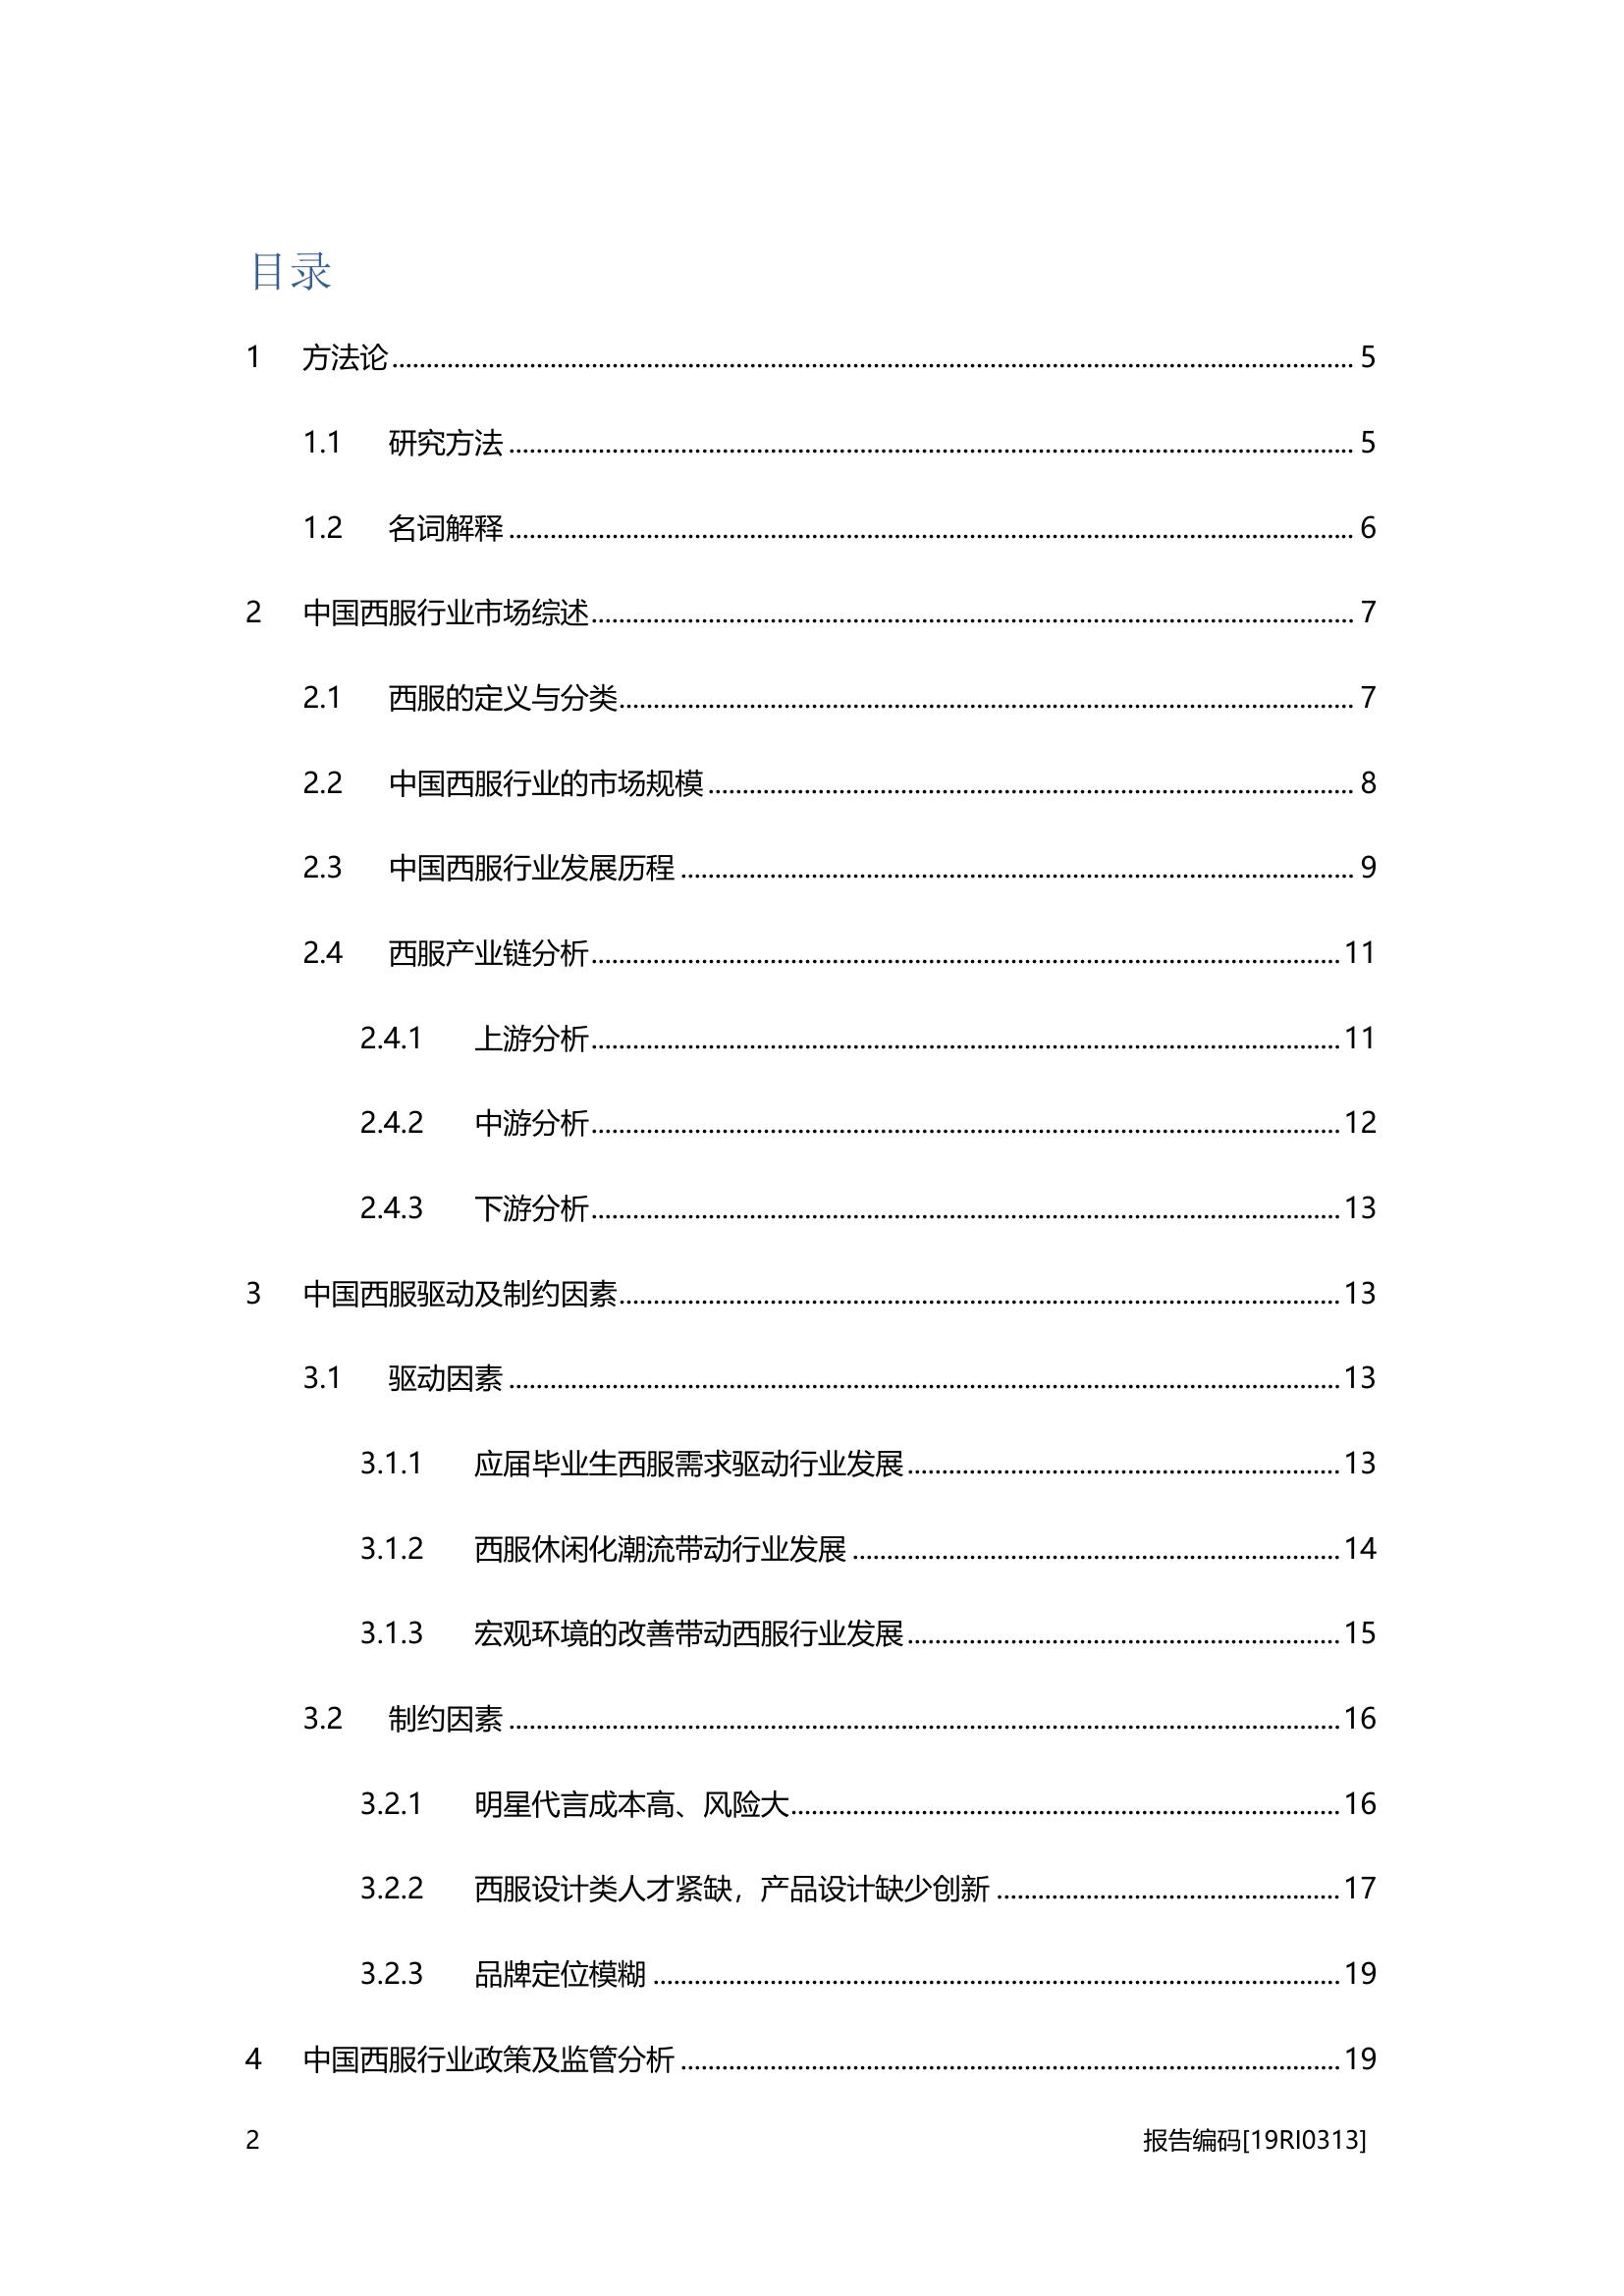 目录
1 方法论 5
1.1 研究方法 5
1.2 名词解释 6
2 中国西服行业市场综述 7
2.1 西服的定义与分类 7
2.2 中国西服行业的市场规模 8
2.3 中国西服行业发展历程 9
2.4 西服产业链分析 11
2.4.1 上游分析 11
2.4.2 中游分析 12
2.4.3 下游分析 13
3 中国西服驱动及制约因素 13
3.1 驱动因素 13
3.1.1 应届毕业生西服需求驱动行业发展 13
3.1.2 西服休闲化潮流带动行业发展 14
3.1.3 宏观环境的改善带动西服行业发展 15
3.2 制约因素 16
3.2.1 明星代言成本高、风险大 16
3.2.2 西服设计类人才紧缺，产品设计缺少创新 17
3.2.3 品牌定位模糊 19
4 中国西服行业政策及监管分析 19
2 报告编码[19RI0313]